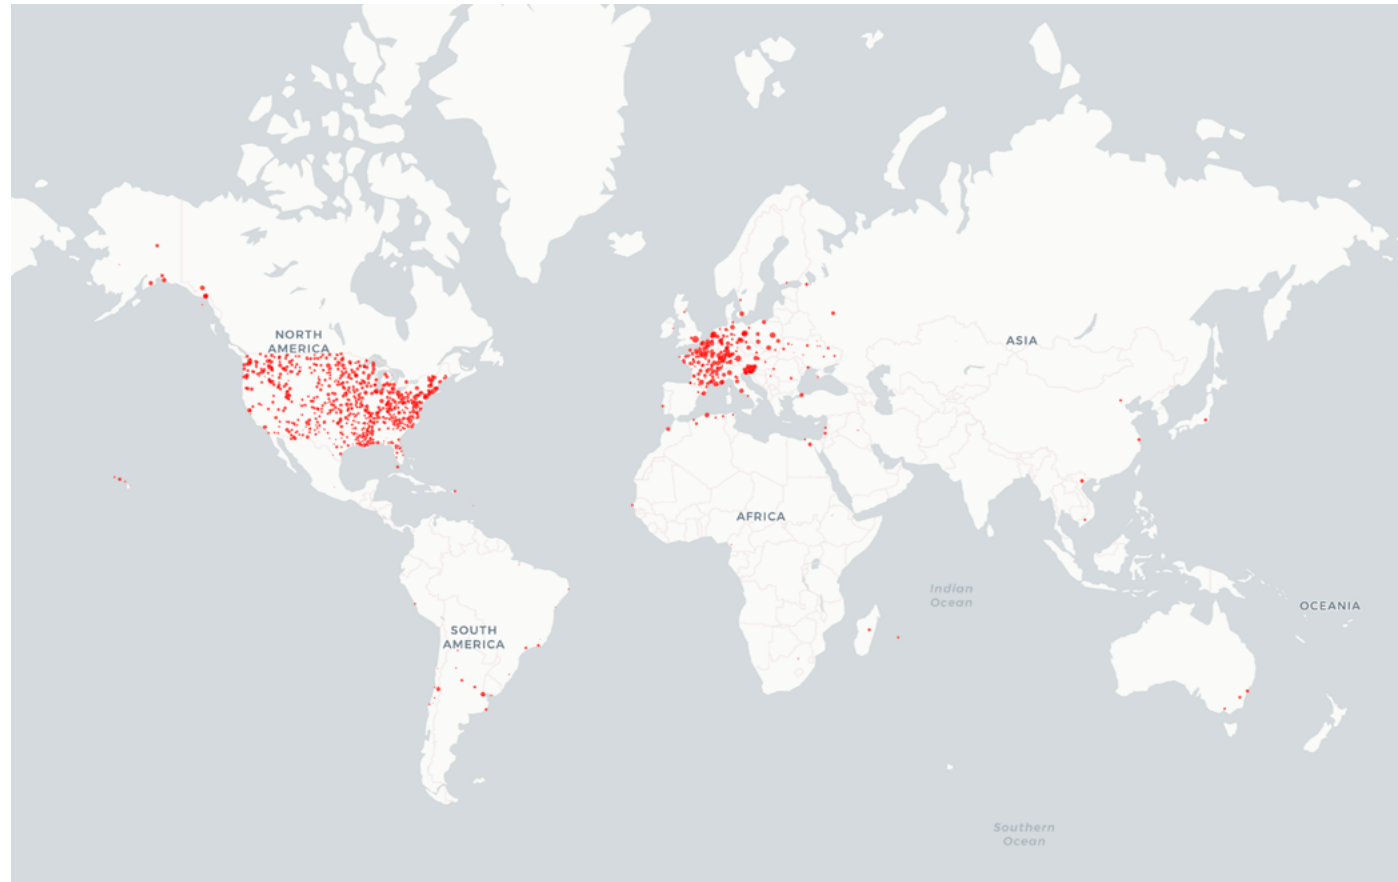 NORTH
AMERICA
ASIA
AFRICA
Indian
Ocean
OCEANIA
SOUTH
AMERICA
Southern
Ocean